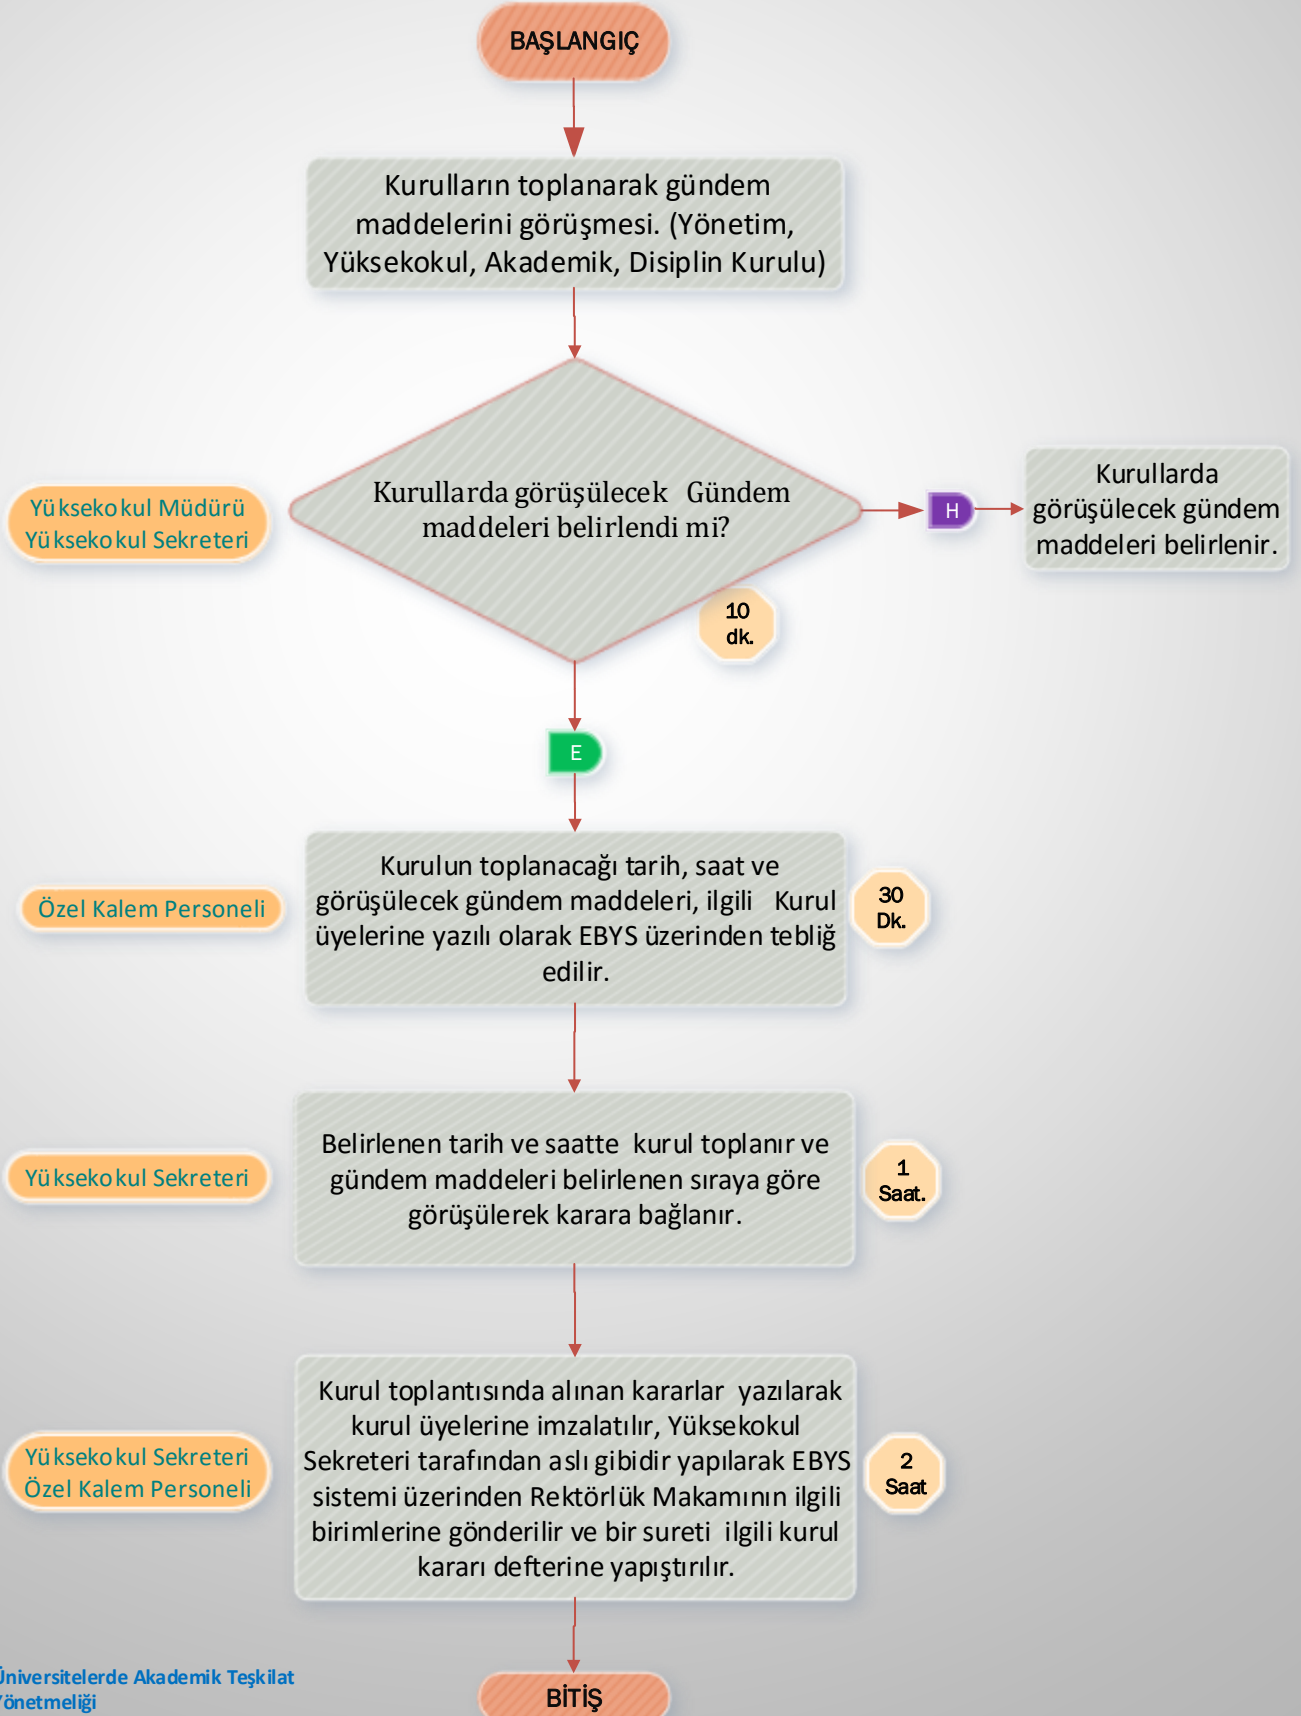 BAŞLANGIÇ
Kurulların toplanarak gündem
maddelerini görüşmesi. (Yönetim,
Yüksekokul, Akademik, Disiplin Kurulu)
Yüksekokul Müdürü
Yüksekokul Sekreteri
Kurullarda görüşülecek Gündem
maddeleri belirlendi mi?
H
Kurullarda
görüşülecek gündem
maddeleri belirlenir.
10
dk.
E
Özel Kalem Personeli
Kurulun toplanacağı tarih, saat ve
görüşülecek gündem maddeleri, ilgili Kurul
üyelerine yazılı olarak EBYS üzerinden tebliğ
edilir.
30
Dk.
Yüksekokul Sekreteri
Belirlenen tarih ve saatte kurul toplanır ve
gündem maddeleri belirlenen sıraya göre
görüşülerek karara bağlanır.
1
Saat.
Yüksekokul Sekreteri
Özel Kalem Personeli
Kurul toplantısında alınan kararlar yazılarak
kurul üyelerine imzalatılır, Yüksekokul
Sekreteri tarafından aslı gibidir yapılarak EBYS
sistemi üzerinden Rektörlük Makamının ilgili
birimlerine gönderilir ve bir sureti ilgili kurul
kararı defterine yapıştırılır.
2
Saat
Üniversitelerde Akademik Teşkilat
Yönetmeliği
BİTİŞ